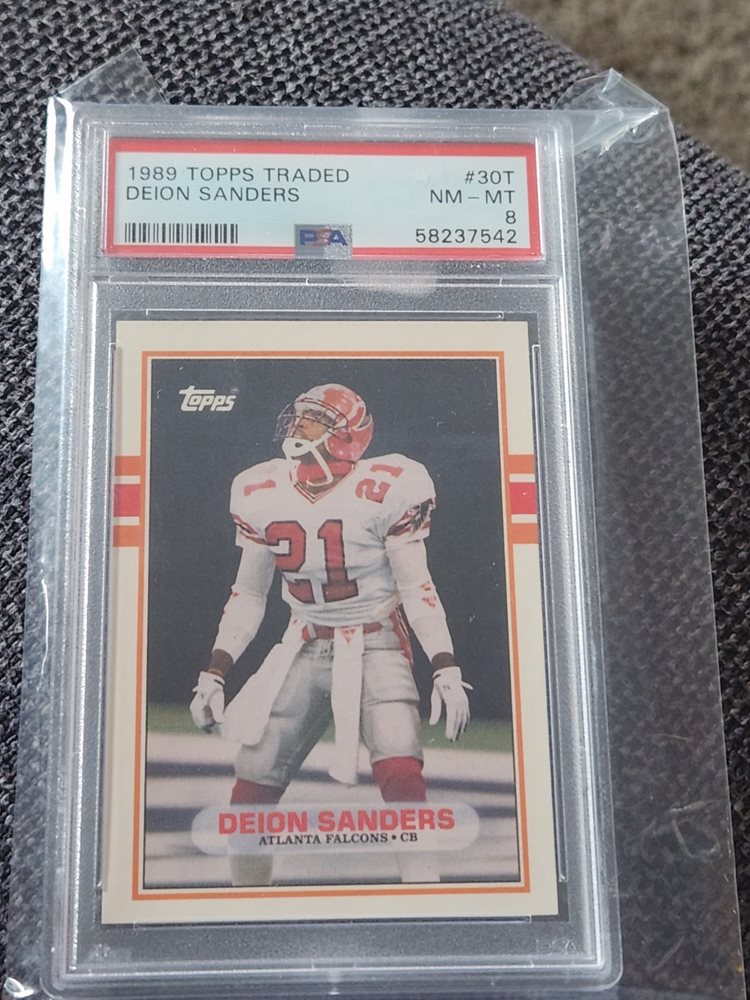 1989 TOPPS TRADED #30T
DEION SANDERS NM - MT
8
PSA 58237542
Topps
21 21
21
DEION SANDERS
ATLANTA FALCONS • CB